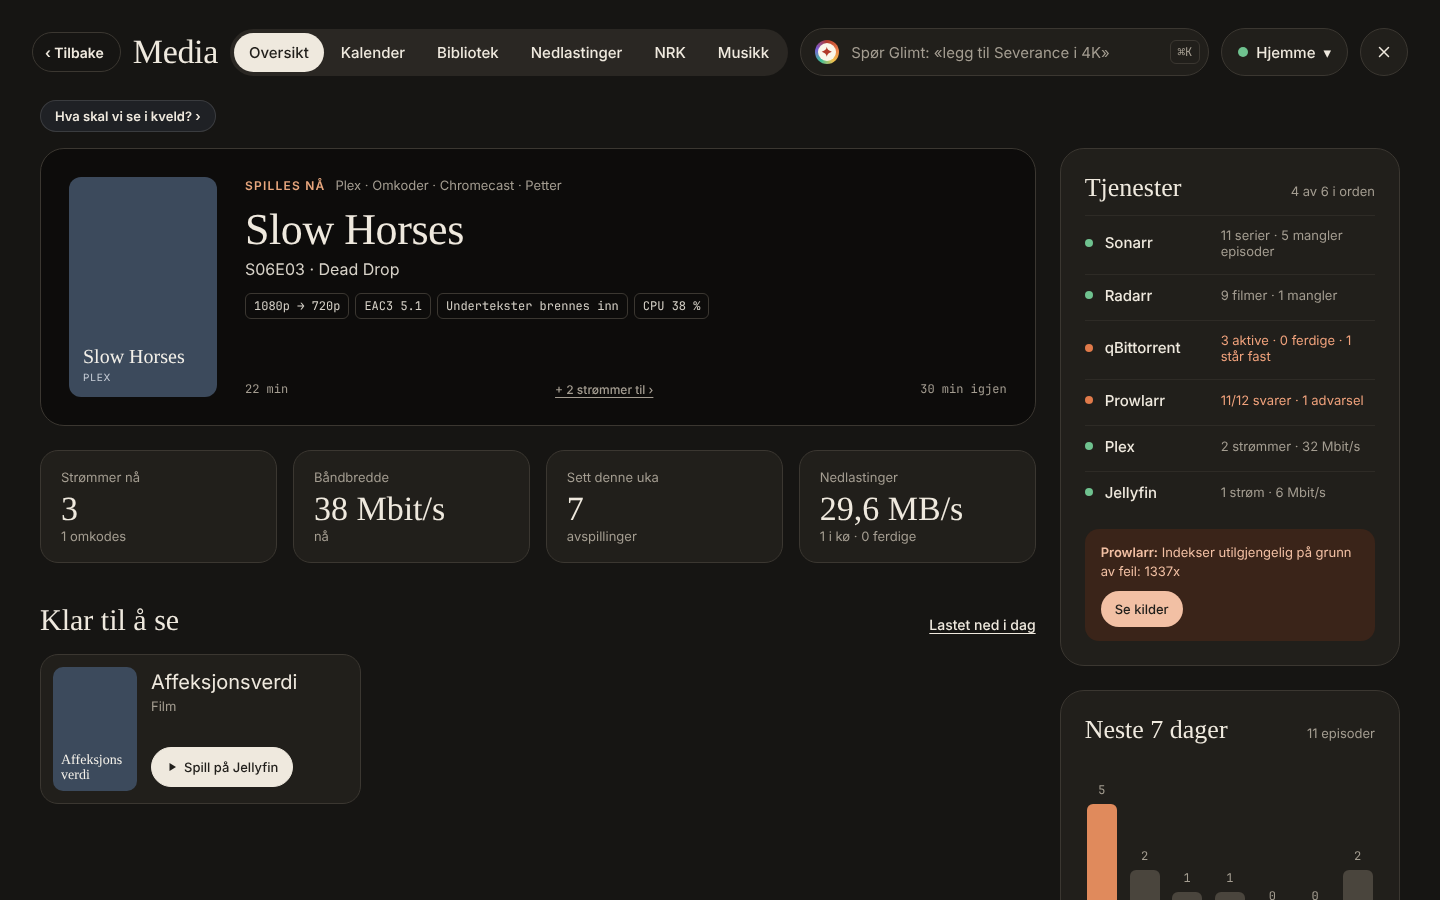 ‹ Tilbake
Media
Oversikt
Kalender
Bibliotek
Nedlastinger
NRK
Musikk
Spør Glimt: «legg til Severance i 4K»
⌘K
Hjemme ▾
×
Hva skal vi se i kveld? ›
SPILLES NÅ Plex · Omkoder · Chromecast · Petter
Slow Horses
S06E03 · Dead Drop
1080p → 720p
EAC3 5.1
Undertekster brennes inn
CPU 38 %
Slow Horses
PLEX
22 min
+ 2 strømmer til ›
30 min igjen
Strømmer nå
3
1 omkodes
Båndbredde
38 Mbit/s
nå
Sett denne uka
7
avspillinger
Nedlastinger
29,6 MB/s
1 i kø · 0 ferdige
Klar til å se
Lastet ned i dag
Affeksjons
verdi
Affeksjonsverdi
Film
Spill på Jellyfin
Tjenester
4 av 6 i orden
Sonarr
11 serier · 5 mangler
episoder
Radarr
9 filmer · 1 mangler
qBittorrent
3 aktive · 0 ferdige · 1
står fast
Prowlarr
11/12 svarer · 1 advarsel
Plex
2 strømmer · 32 Mbit/s
Jellyfin
1 strøm · 6 Mbit/s
Prowlarr: Indekser utilgjengelig på grunn
av feil: 1337x
Se kilder
Neste 7 dager
11 episoder
5
2
1
1
0
0
2